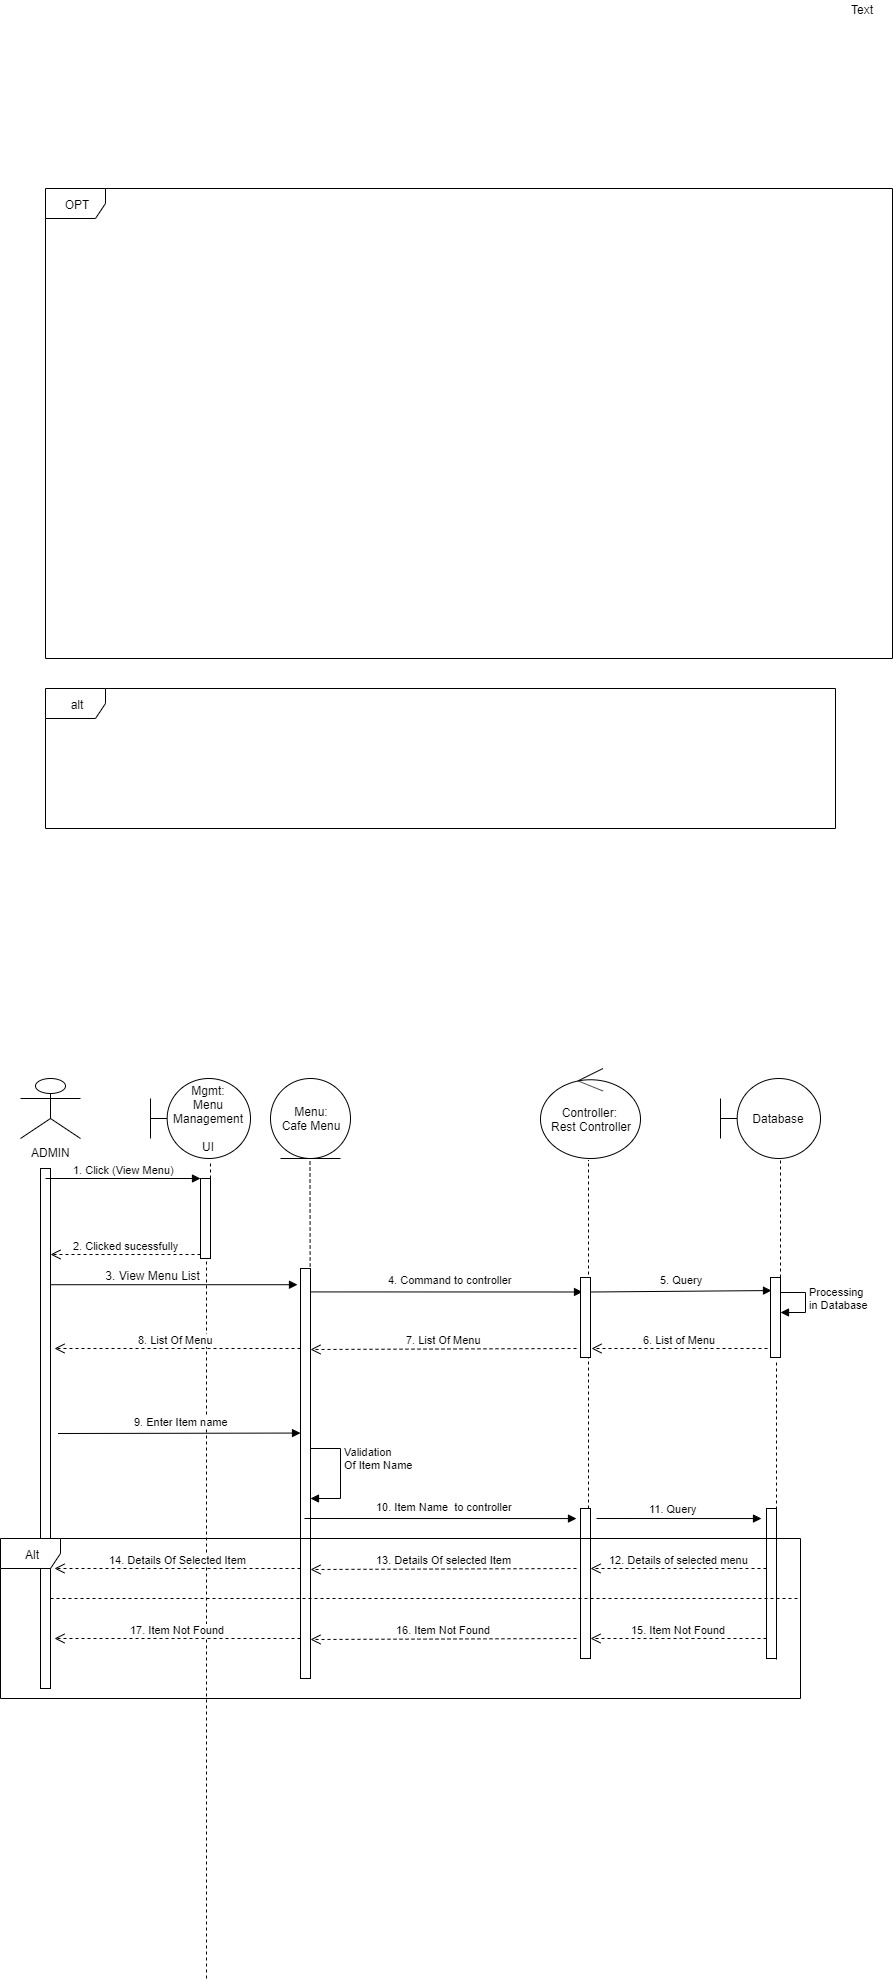 Text
OPT
alt
Mgmt:
Menu
Management
UI
Menu:
Cafe Menu
Controller:
Rest Controller
Database
ADMIN
1. Click (View Menu)
2. Clicked sucessfully
3. View Menu List
4. Command to controller
5. Query
Processing
in Database
8. List Of Menu
7. List Of Menu
6. List of Menu
9. Enter Item name
Validation
Of Item Name
10. Item Name  to controller
11. Query
Alt
14. Details Of Selected Item
13. Details Of selected Item
12. Details of selected menu
17. Item Not Found
16. Item Not Found
15. Item Not Found